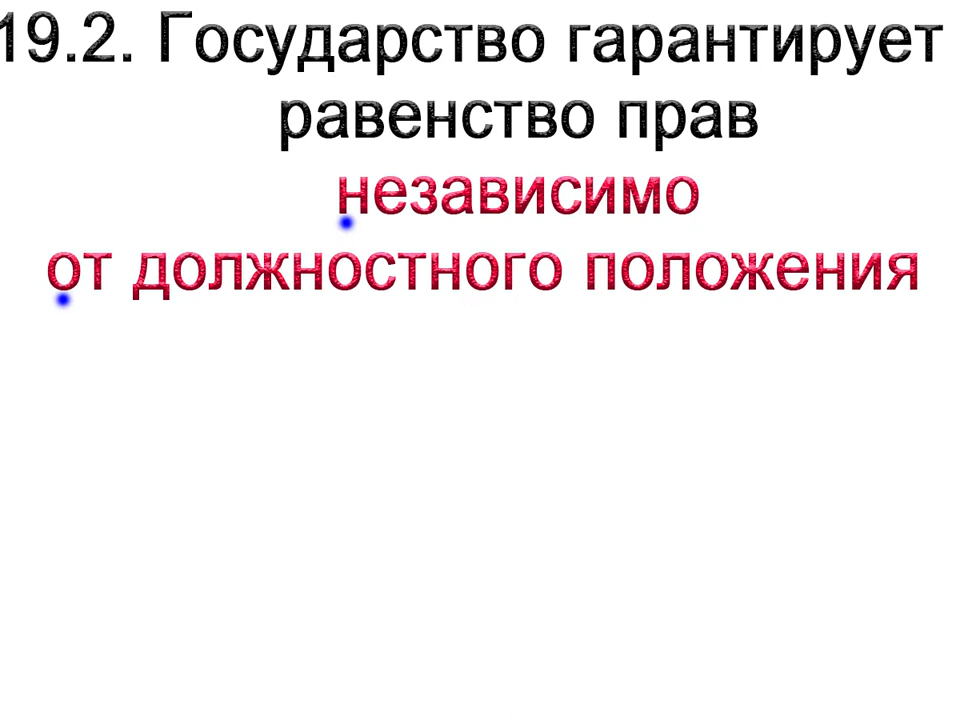 19.2. Государство гарантирует
равенство прав
независимо
от должностного положения